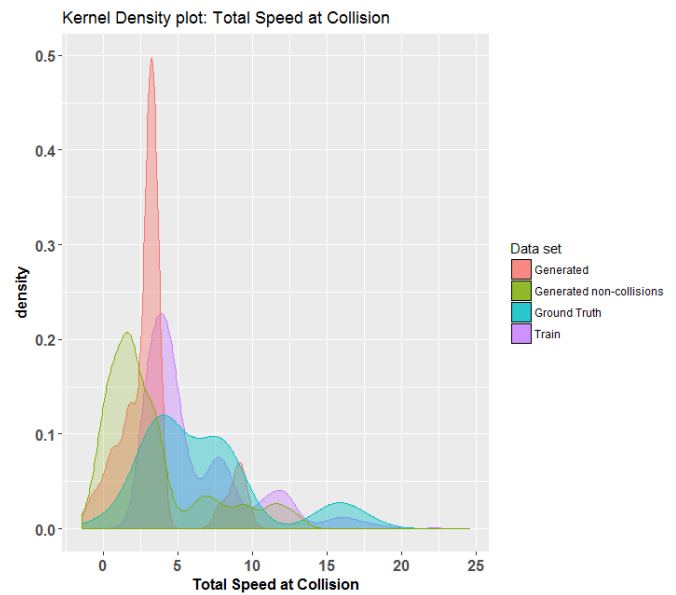 Kernel Density plot: Total Speed at Collision
0.5
0.4
0.3
0.2
0.1
0.0
density
0 5 10 15 20 25
Total Speed at Collision
Data set
Generated
Generated non-collisions
Ground Truth
Train